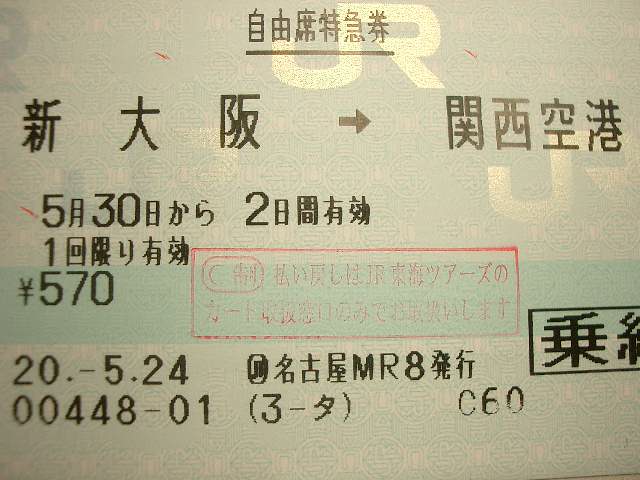 自由席特急券
新大阪 → 関西空港
5月30日から 2日間有効
1回限り有効
¥570
C制 払い戻しはJR東海ツアーズの
カード取扱窓口のみでお取扱いします
乗継
20.-5.24 名古屋MR8発行
00448-01 (3-タ) C60